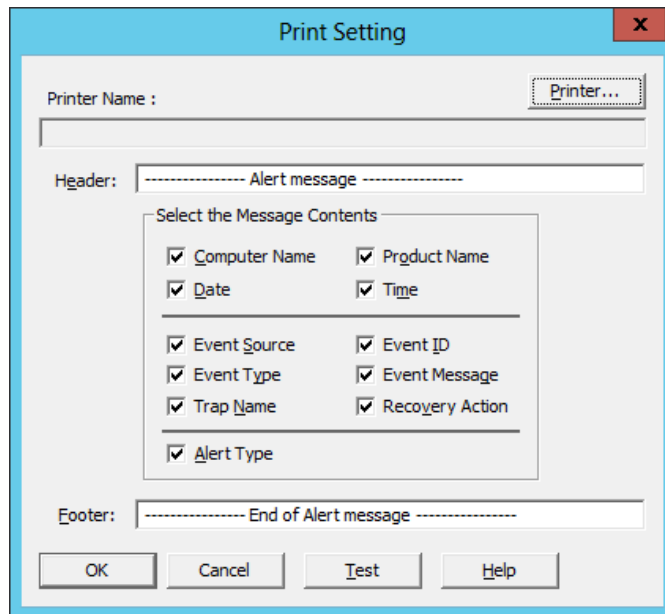 Print Setting
x
Printer Name :
Printer...
Header:
---------------- Alert message ----------------
Select the Message Contents
Computer Name Product Name
Date Time
Event Source Event ID
Event Type Event Message
Trap Name Recovery Action
Alert Type
Footer:
---------------- End of Alert message ----------------
OK Cancel Test Help